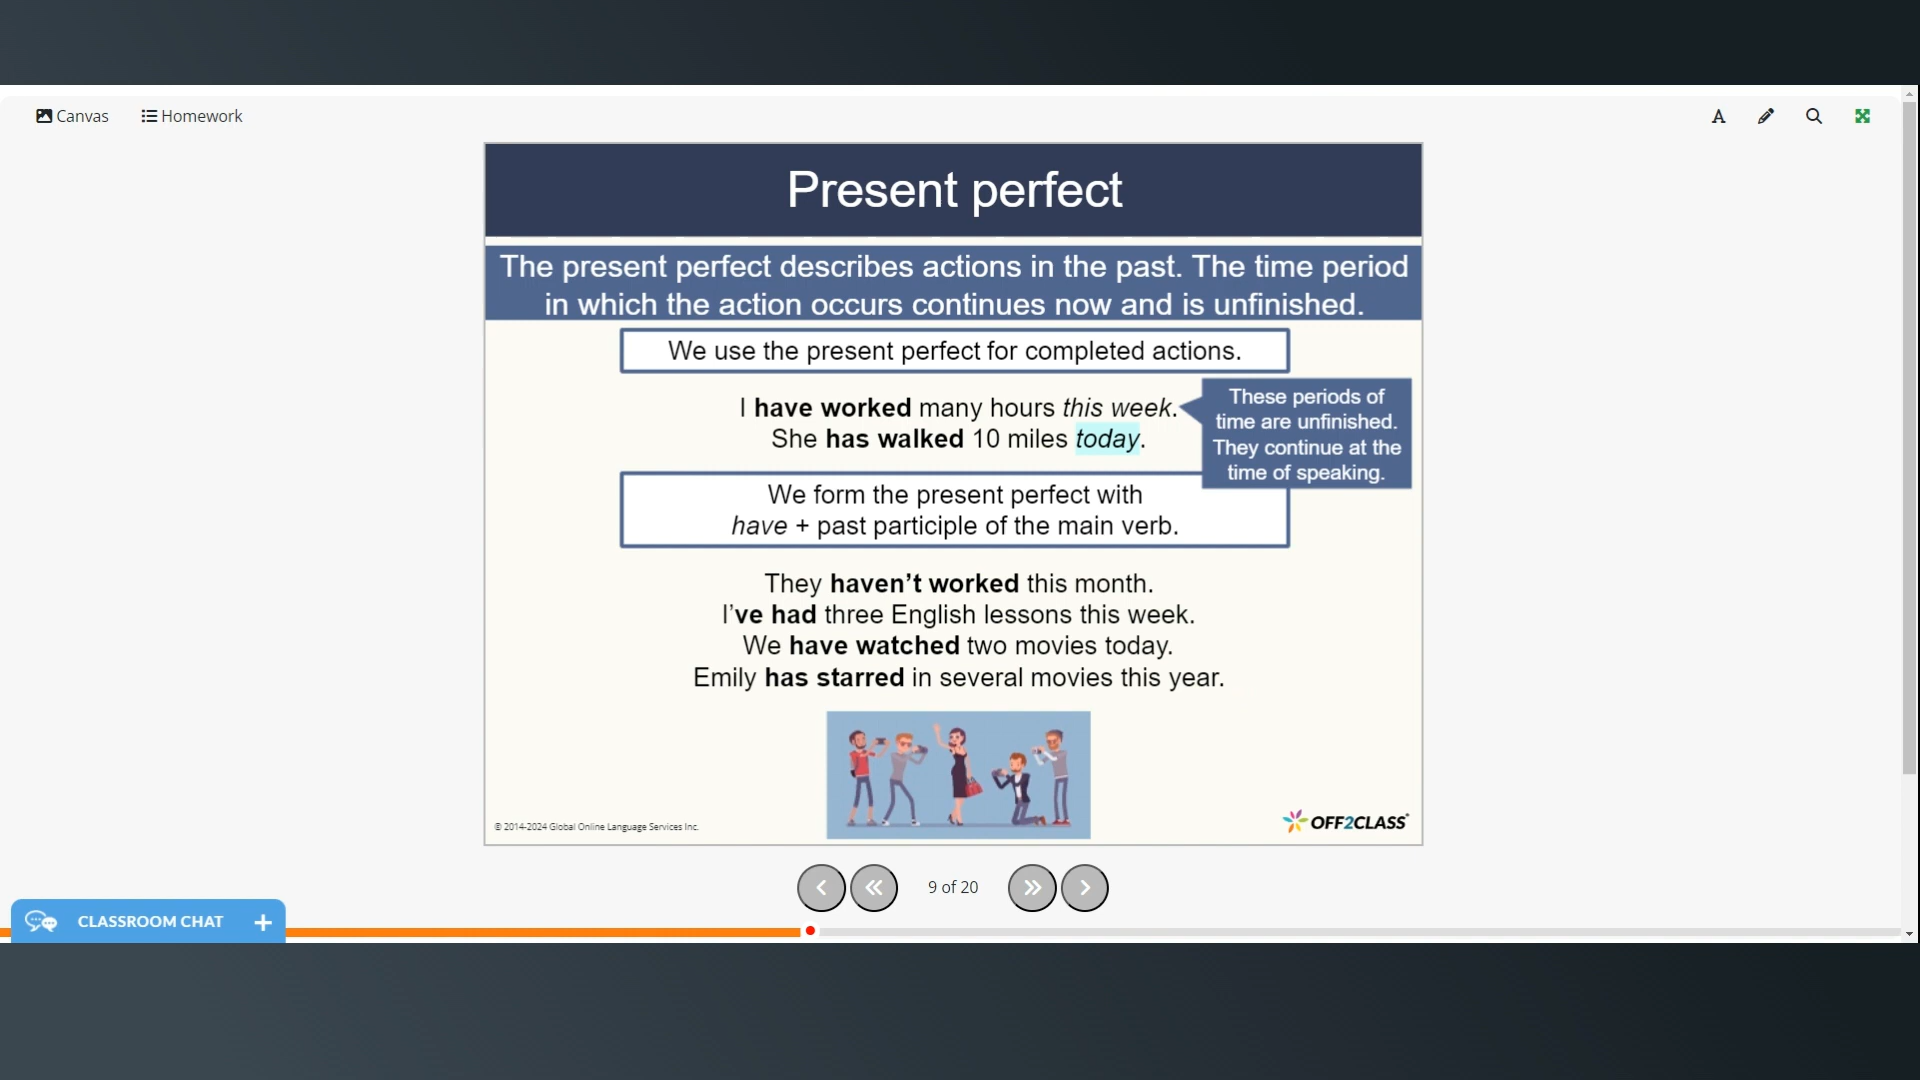 Canvas
Homework
A
Present perfect
The present perfect describes actions in the past. The time period
in which the action occurs continues now and is unfinished.
We use the present perfect for completed actions.
I have worked many hours this week.
She has walked 10 miles today.
These periods of
time are unfinished.
They continue at the
time of speaking.
We form the present perfect with
have + past participle of the main verb.
They haven’t worked this month.
I’ve had three English lessons this week.
We have watched two movies today.
Emily has starred in several movies this year.
© 2014-2024 Global Online Language Services Inc.
OFF2CLASS
9 of 20
CLASSROOM CHAT +